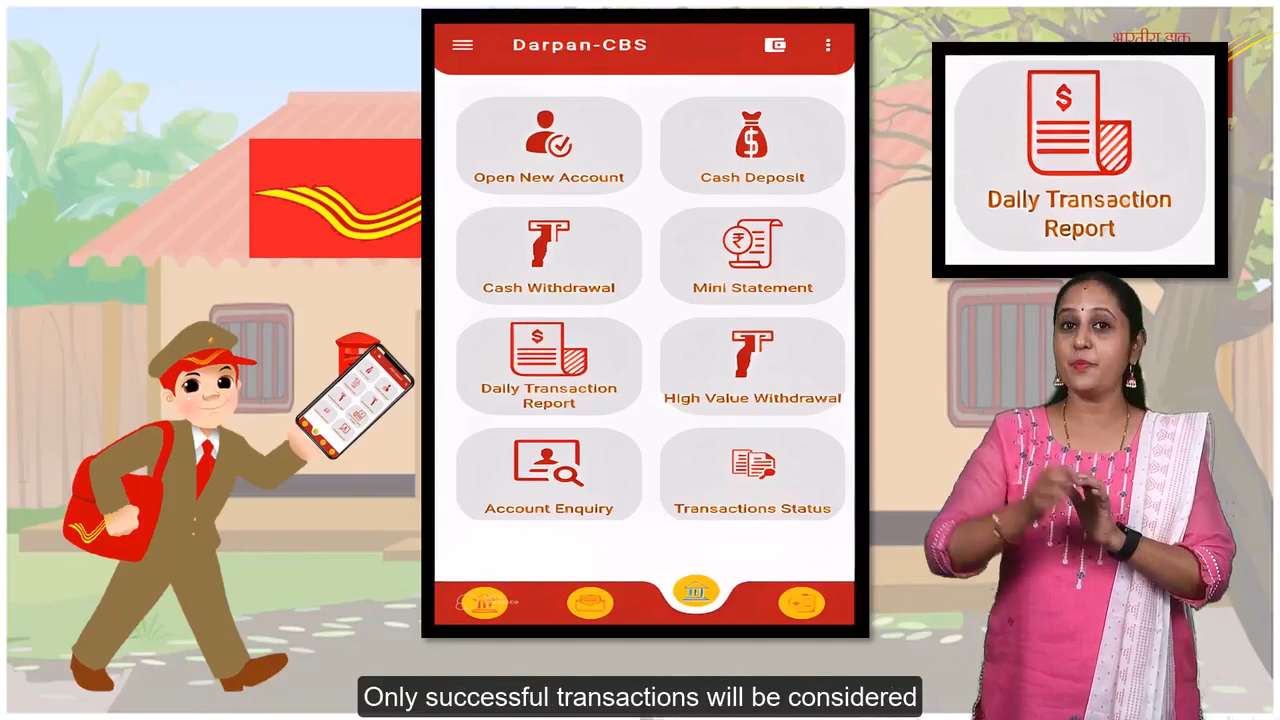 Darpan-CBS
भारतीय डाक
Open New Account
Cash Deposit
Daily Transaction
Report
Cash Withdrawal
Mini Statement
Daily Transaction
Report
High Value Withdrawal
Account Enquiry
Transactions Status
Only successful transactions will be considered